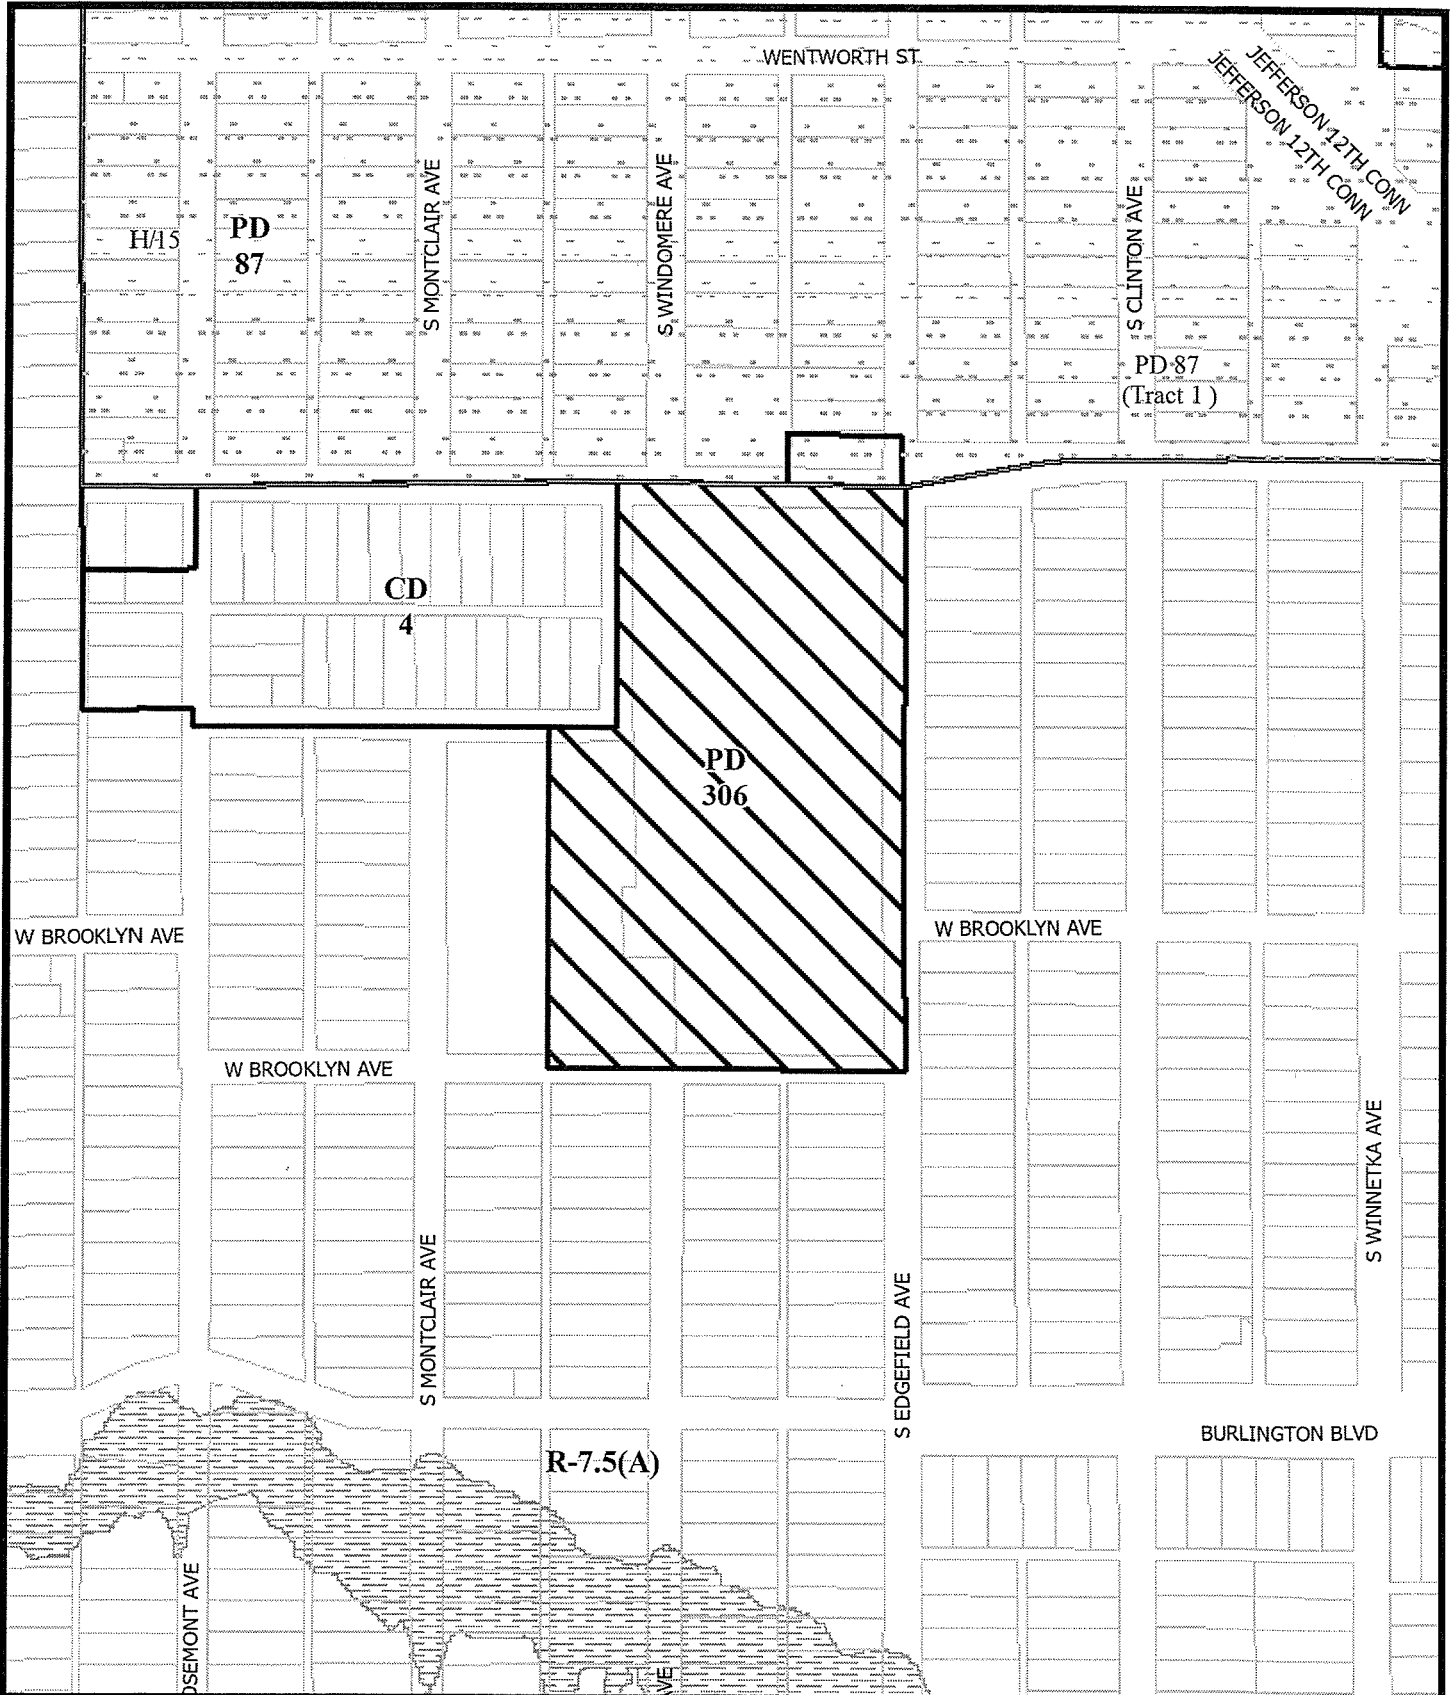 WENTWORTH ST
JEFFERSON 12TH CONN
JEFFERSON 12TH CONN
S MONTCLAIR AVE
S WINDOMERE AVE
S CLINTON AVE
H/15
PD
87
PD 87
(Tract 1 )
CD
4
PD
306
W BROOKLYN AVE
W BROOKLYN AVE
W BROOKLYN AVE
S WINNETKA AVE
S MONTCLAIR AVE
S EDGEFIELD AVE
BURLINGTON BLVD
R-7.5(A)
OSEMONT AVE
AVE